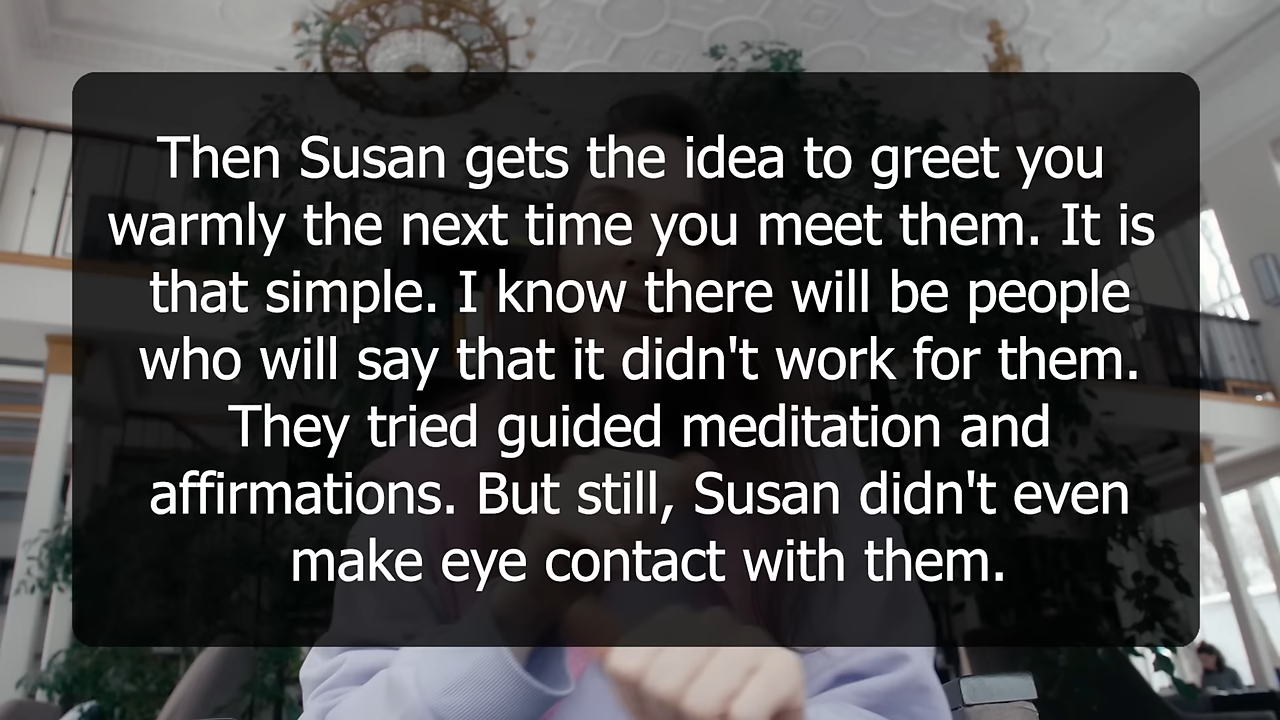 Then Susan gets the idea to greet you
warmly the next time you meet them. It is
that simple. I know there will be people
who will say that it didn't work for them.
They tried guided meditation and
affirmations. But still, Susan didn't even
make eye contact with them.